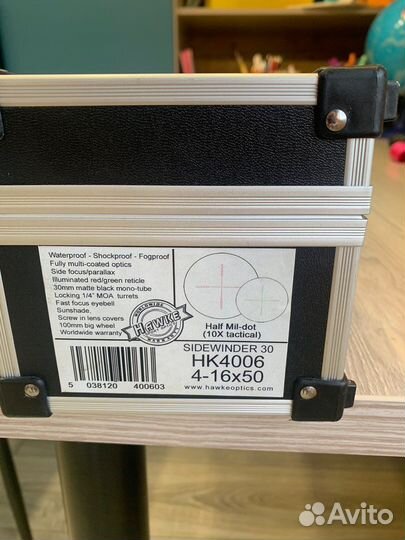 Waterproof - Shockproof - Fogproof
Fully multi-coated optics
Side focus/parallax
Illuminated red/green reticle
30mm matte black mono-tube
Locking 1/4" MOA turrets
Fast focus eyebell
Sunshade.
Screw in lens covers
100mm big wheel
Worldwide warranty
WORLDWIDE
HAWKE
WARRANTY
Half Mil-dot
(10X tactical)
SIDEWINDER 30
HK4006
4-16x50
www.hawkeoptics.com
5 038120 400603
Avito